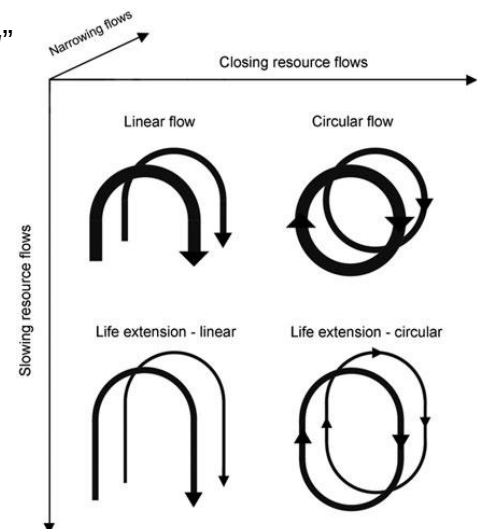 Narrowing flows
Closing resource flows
Linear flow
Circular flow
Slowing resource flows
Life extension - linear
Life extension - circular